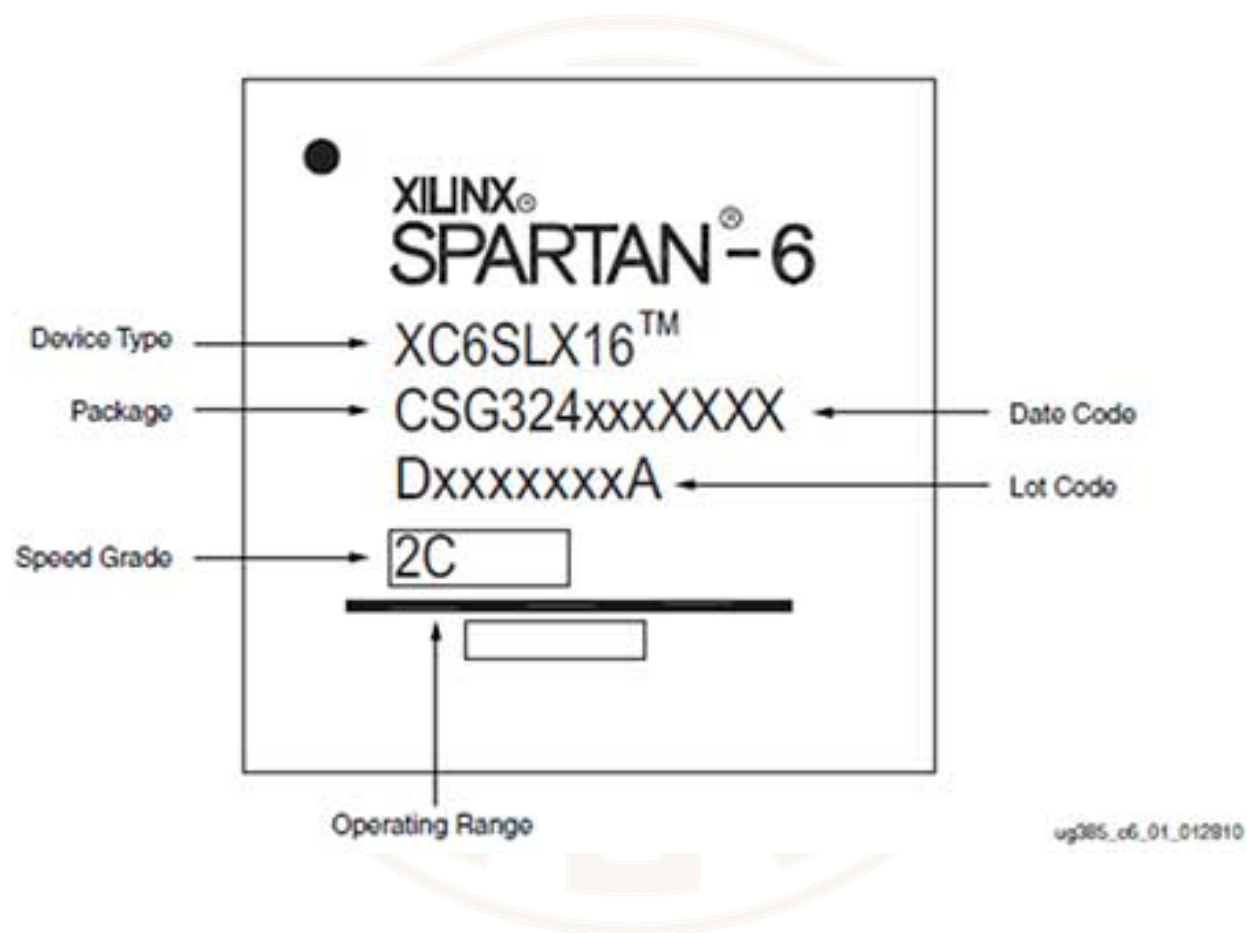 XILINX®
SPARTAN®-6
Device Type
XC6SLX16™
Package
CSG324xxxXXXX
Date Code
DxxxxxxxA
Lot Code
Speed Grade
2C
Operating Range
ug385_c6_01_012810